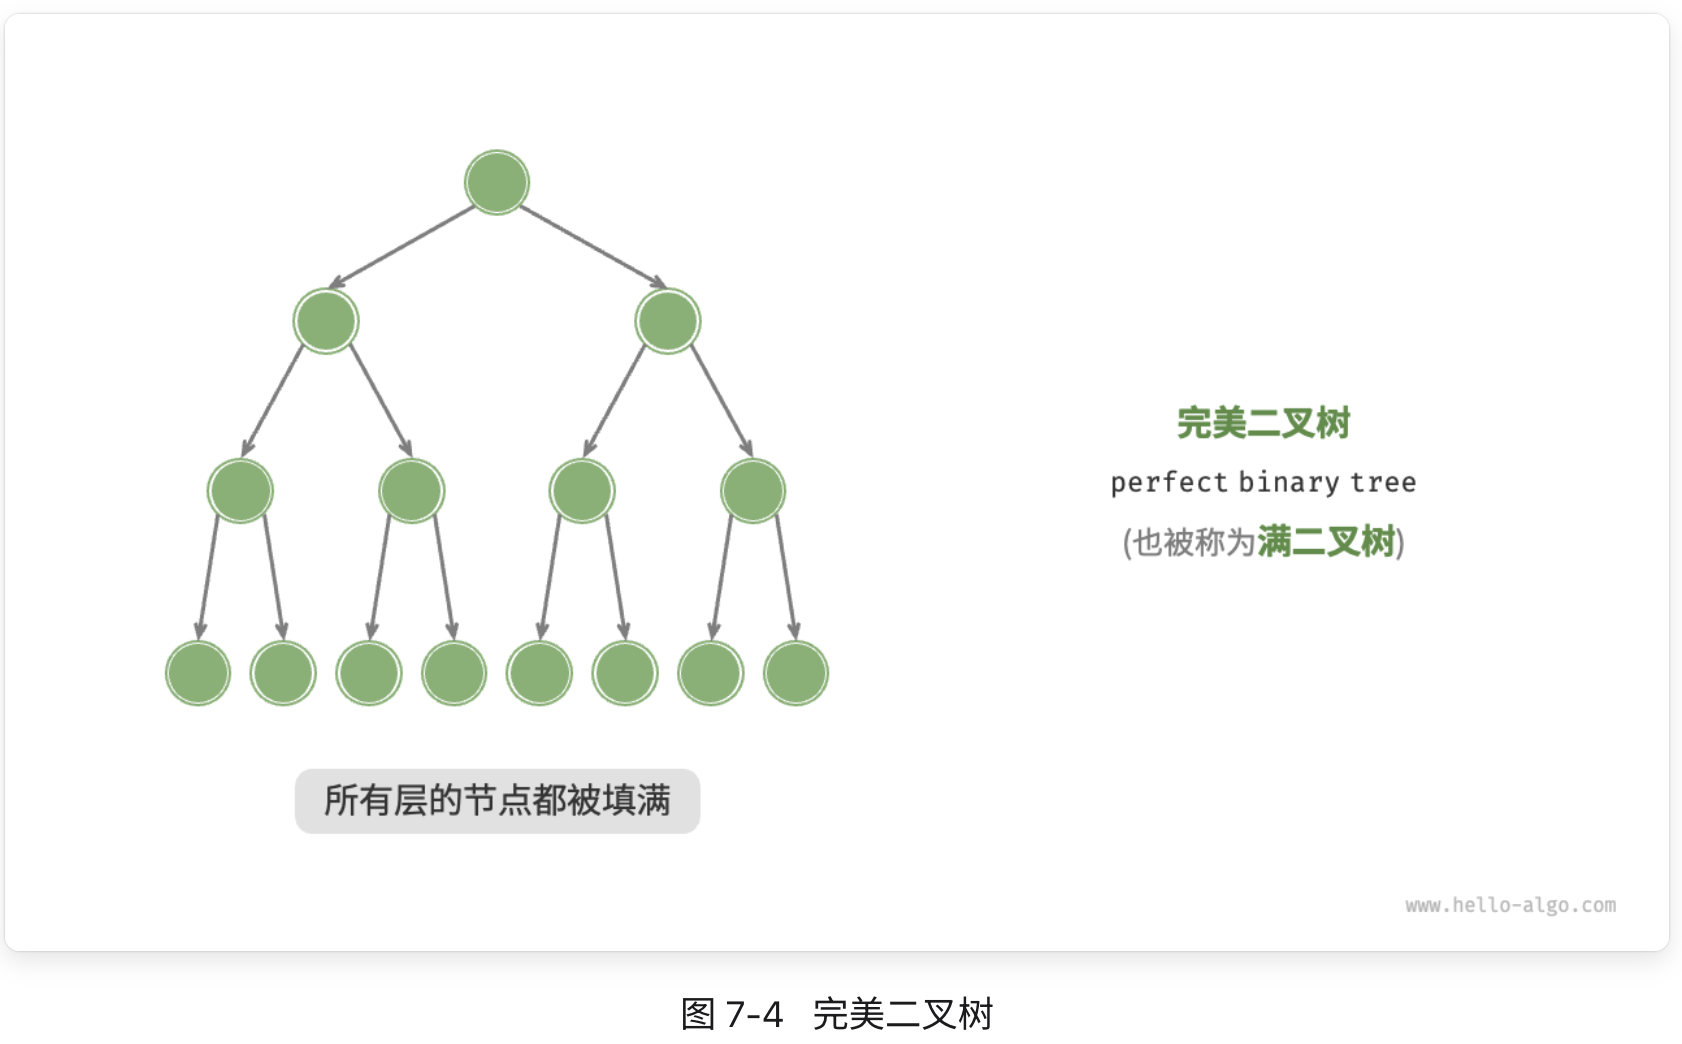 完美二叉树
perfect binary tree
(也被称为满二叉树)
所有层的节点都被填满
www.hello-algo.com
图 7-4 完美二叉树